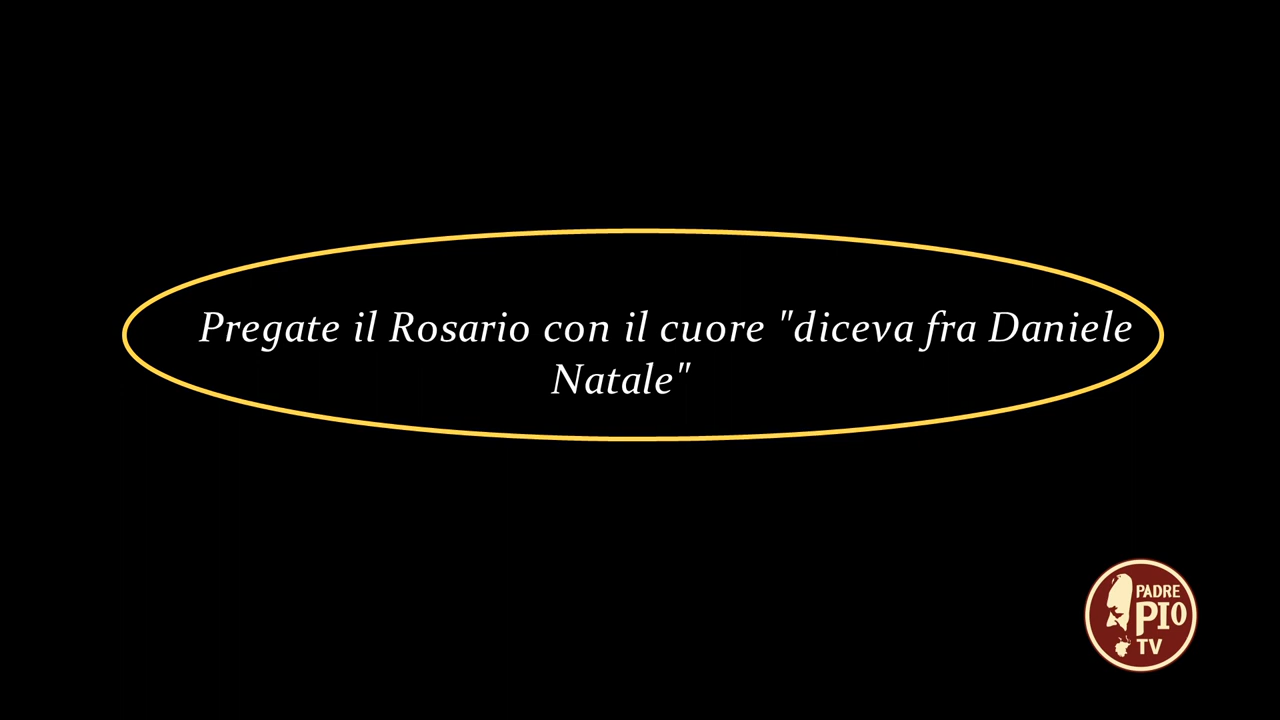 Pregate il Rosario con il cuore "diceva fra Daniele
Natale"
PADRE
PIO
TV